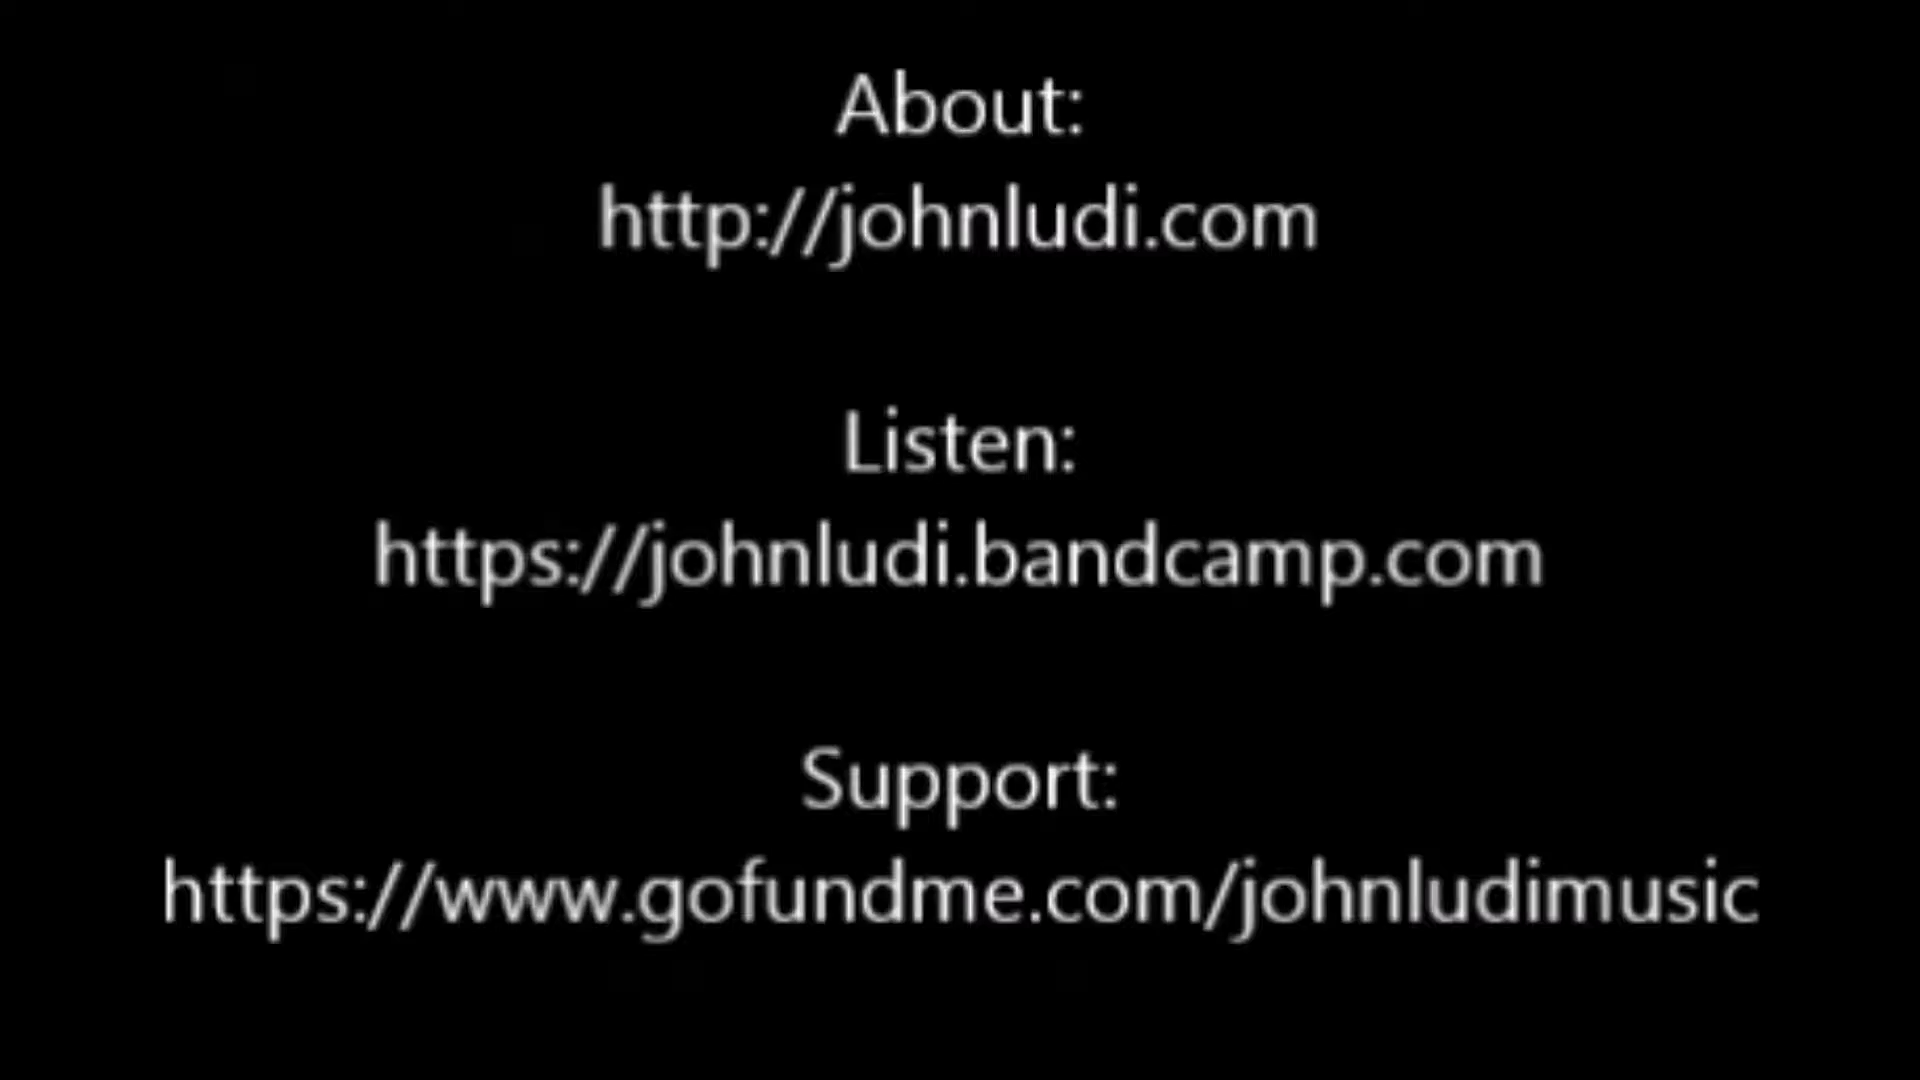 About:
http://johnludi.com
Listen:
https://johnludi.bandcamp.com
Support:
https://www.gofundme.com/johnludimusic